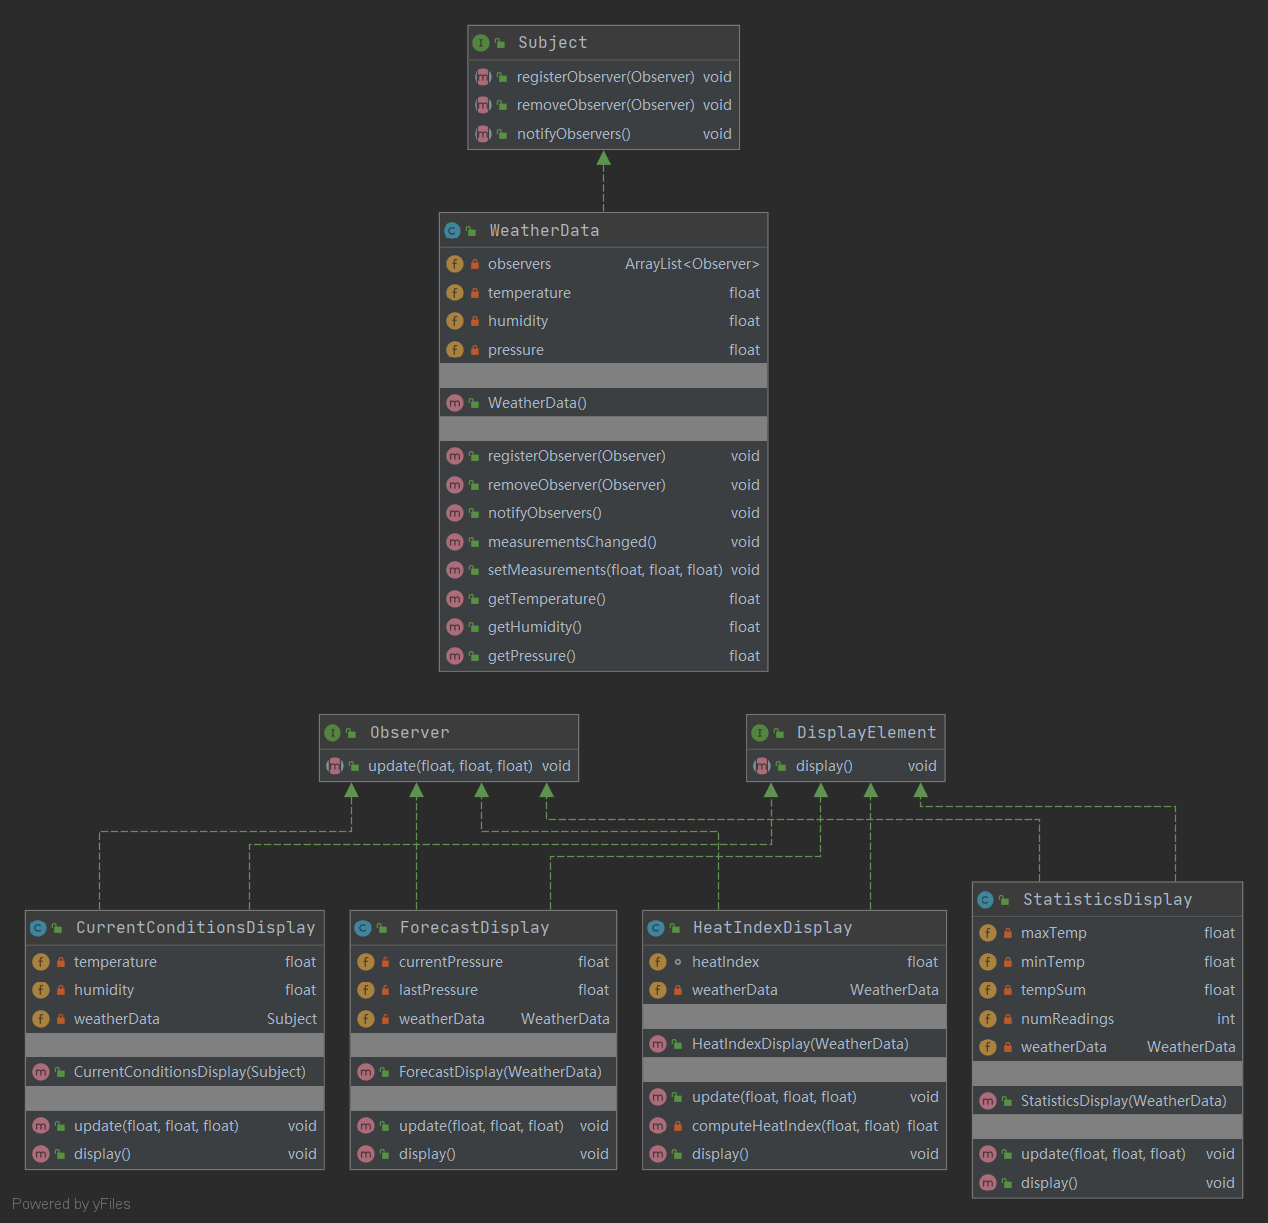 Subject
registerObserver(Observer) void
removeObserver(Observer) void
notifyObservers() void
WeatherData
observers ArrayList<Observer>
temperature float
humidity float
pressure float
WeatherData()
registerObserver(Observer) void
removeObserver(Observer) void
notifyObservers() void
measurementsChanged() void
setMeasurements(float, float, float) void
getTemperature() float
getHumidity() float
getPressure() float
Observer
update(float, float, float) void
DisplayElement
display() void
CurrentConditionsDisplay
temperature float
humidity float
weatherData Subject
CurrentConditionsDisplay(Subject)
update(float, float, float) void
display() void
ForecastDisplay
currentPressure float
lastPressure float
weatherData WeatherData
ForecastDisplay(WeatherData)
update(float, float, float) void
display() void
HeatIndexDisplay
heatIndex float
weatherData WeatherData
HeatIndexDisplay(WeatherData)
update(float, float, float) void
computeHeatIndex(float, float) float
display() void
StatisticsDisplay
maxTemp float
minTemp float
tempSum float
numReadings int
weatherData WeatherData
StatisticsDisplay(WeatherData)
update(float, float, float) void
display() void
Powered by yFiles